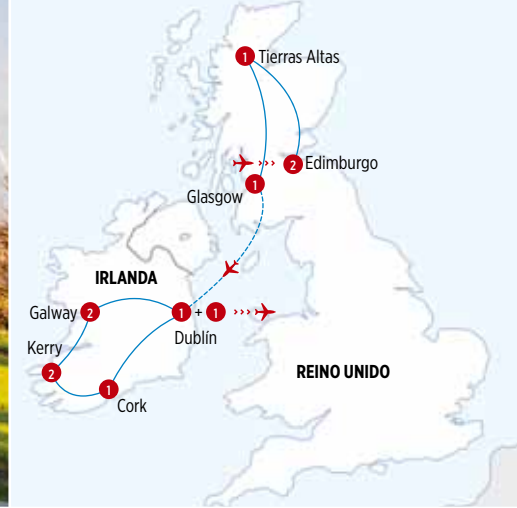 1 Tierras Altas
2 Edimburgo
Glasgow 1
IRLANDA
Galway 2
1 + 1
Dublín
Kerry
2
1
Cork
REINO UNIDO